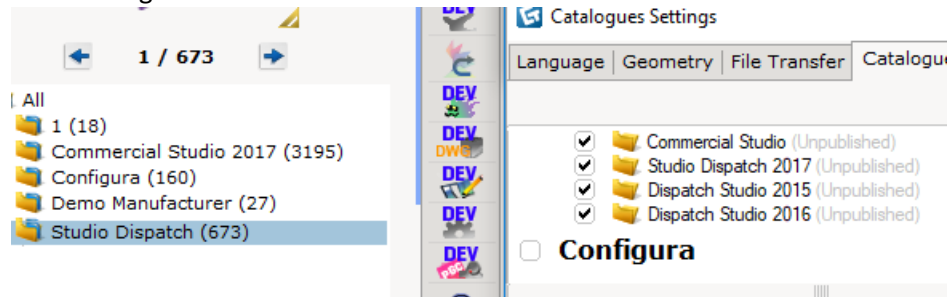 Catalogues Settings
1 / 673
Language Geometry File Transfer Catalogue
All
1 (18)
Commercial Studio 2017 (3195)
Configura (160)
Demo Manufacturer (27)
Studio Dispatch (673)
DEV
DEV
DWG
DEV
DEV
DEV
Commercial Studio (Unpublished)
Studio Dispatch 2017 (Unpublished)
Dispatch Studio 2015 (Unpublished)
Dispatch Studio 2016 (Unpublished)
Configura